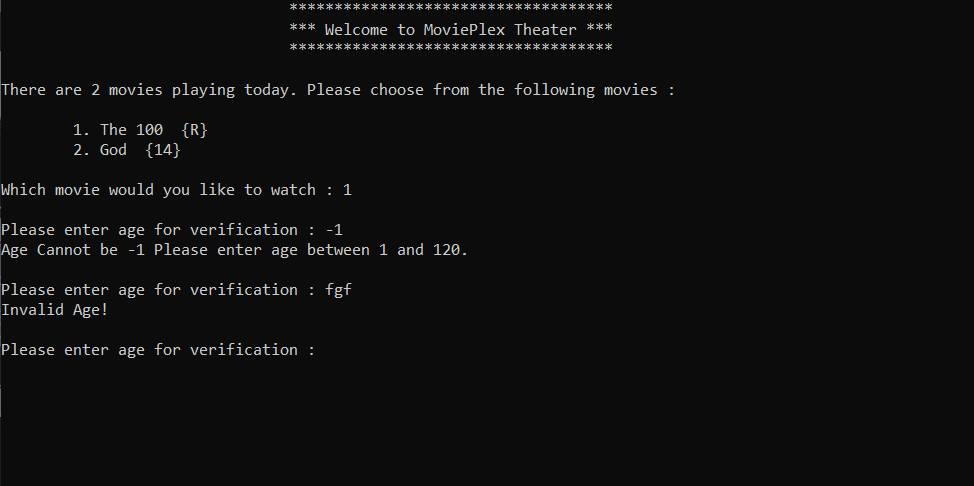 ************************************
*** Welcome to MoviePlex Theater ***
************************************
There are 2 movies playing today. Please choose from the following movies :
1. The 100  {R}
2. God  {14}
Which movie would you like to watch : 1
Please enter age for verification : -1
Age Cannot be -1 Please enter age between 1 and 120.
Please enter age for verification : fgf
Invalid Age!
Please enter age for verification :